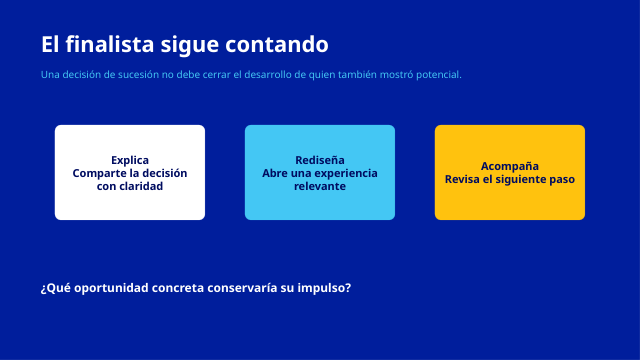 El finalista sigue contando
Una decisión de sucesión no debe cerrar el desarrollo de quien también mostró potencial.
Explica
Comparte la decisión
con claridad
Rediseña
Abre una experiencia
relevante
Acompaña
Revisa el siguiente paso
¿Qué oportunidad concreta conservaría su impulso?